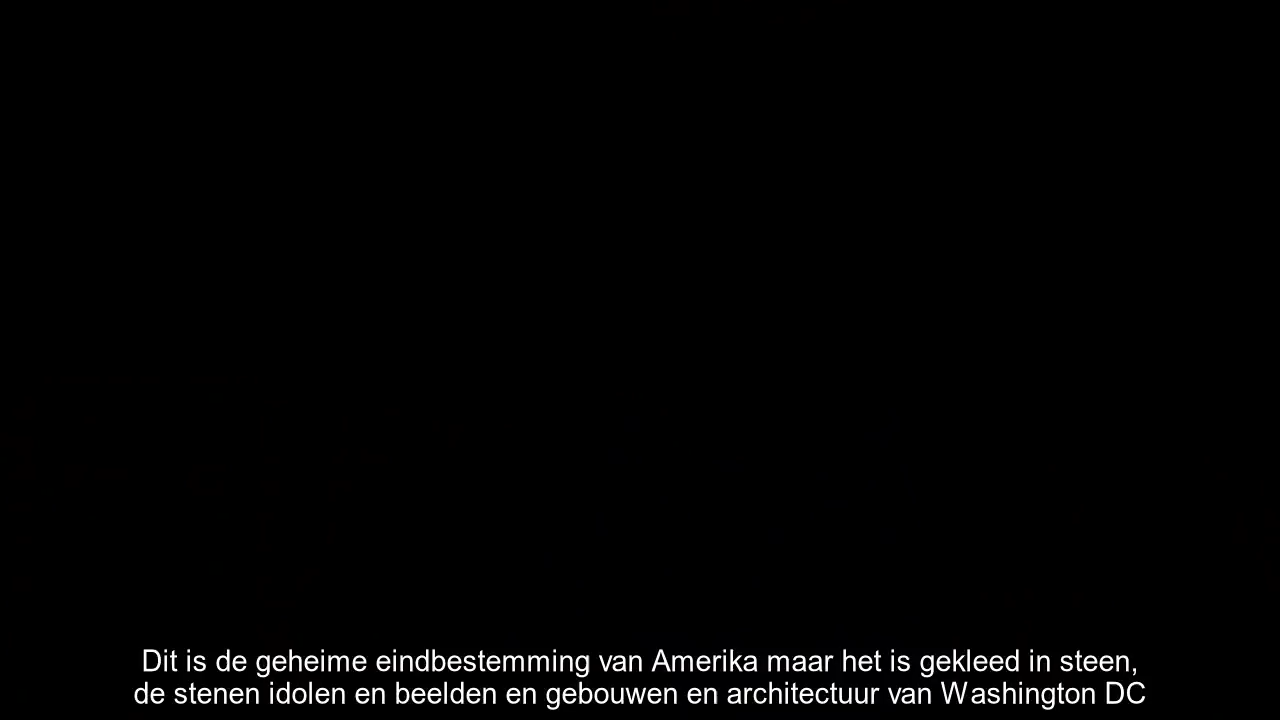 Dit is de geheime eindbestemming van Amerika maar het is gekleed in steen,
de stenen idolen en beelden en gebouwen en architectuur van Washington DC